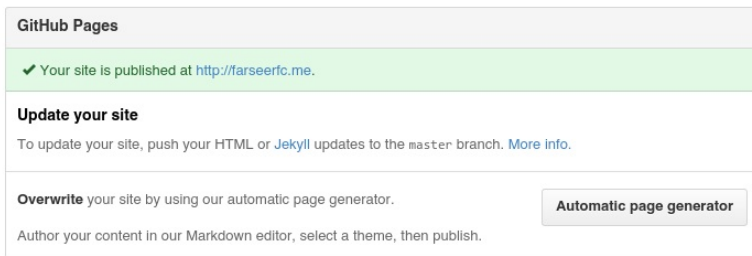 GitHub Pages
✔ Your site is published at http://farseerfc.me.
Update your site
To update your site, push your HTML or Jekyll updates to the master branch. More info.
Overwrite your site by using our automatic page generator.
Automatic page generator
Author your content in our Markdown editor, select a theme, then publish.